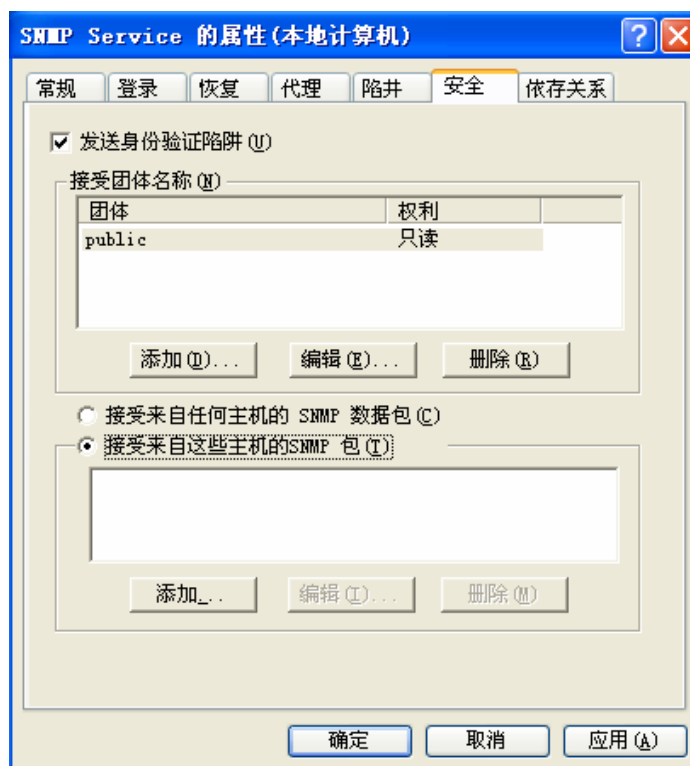 SNMP Service 的属性(本地计算机)
常规 登录 恢复 代理 陷井 安全 依存关系
发送身份验证陷阱(U)
接受团体名称(N)
团体 权利
public 只读
添加(D)... 编辑(E)... 删除(R)
接受来自任何主机的 SNMP 数据包(C)
接受来自这些主机的SNMP 包(T)
添加... 编辑(I)... 删除(M)
确定 取消 应用(A)